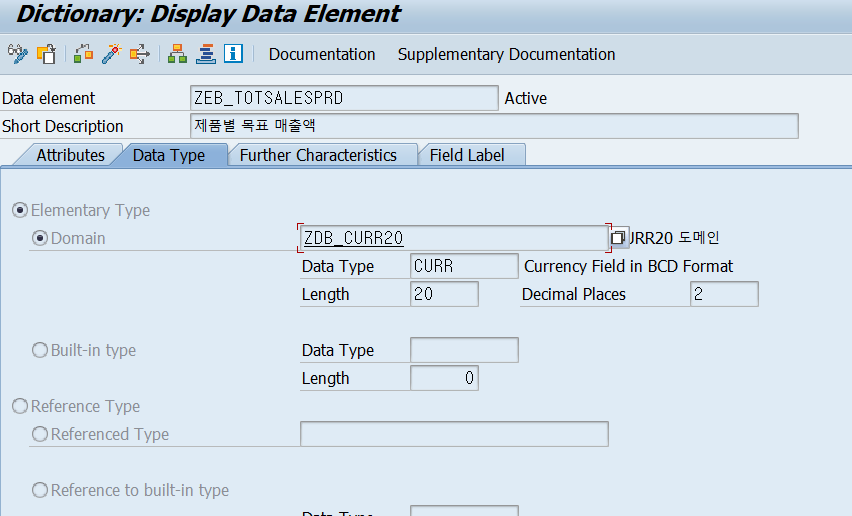 Dictionary: Display Data Element
Documentation Supplementary Documentation
Data element ZEB_TOTSALESPRD Active
Short Description 제품별 목표 매출액
Attributes Data Type Further Characteristics Field Label
Elementary Type
Domain ZDB_CURR20 URR20 도메인
Data Type CURR Currency Field in BCD Format
Length 20 Decimal Places 2
Built-in type Data Type
Length 0
Reference Type
Referenced Type
Reference to built-in type
Data Type